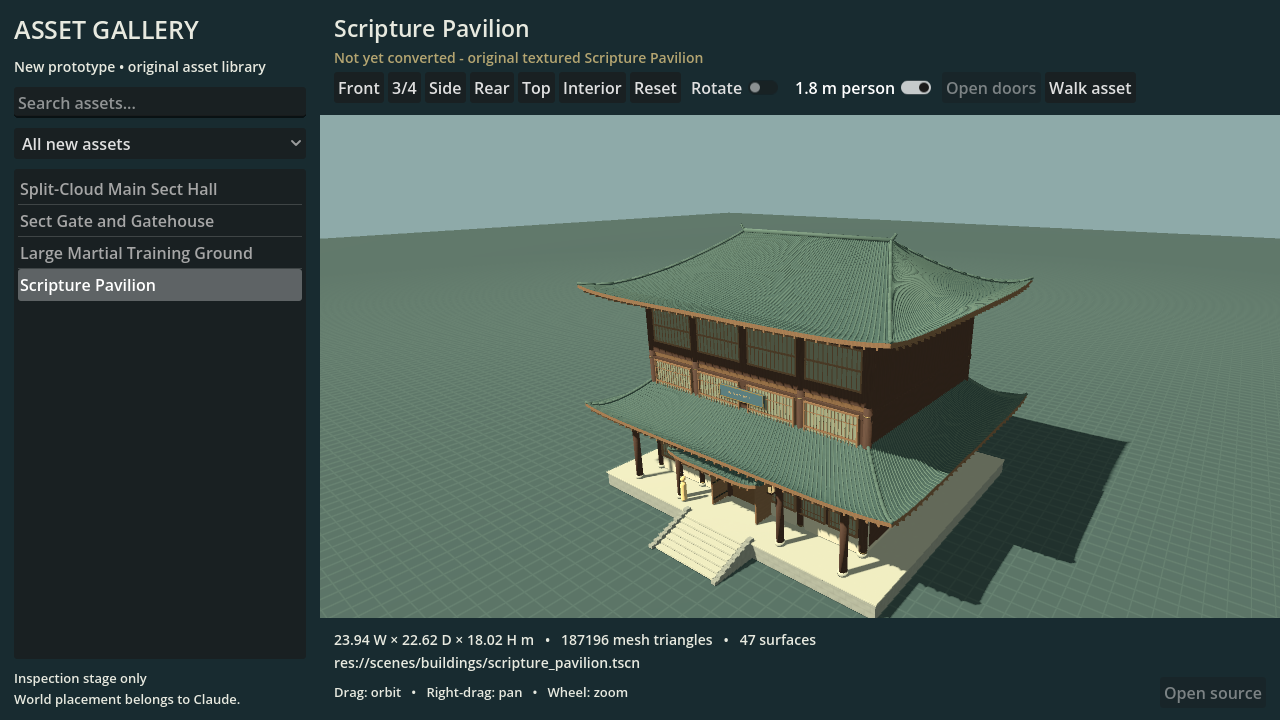 ASSET GALLERY
New prototype • original asset library
Search assets...
All new assets
Split-Cloud Main Sect Hall
Sect Gate and Gatehouse
Large Martial Training Ground
Scripture Pavilion
Inspection stage only
World placement belongs to Claude.
Scripture Pavilion
Not yet converted - original textured Scripture Pavilion
Front 3/4 Side Rear Top Interior Reset Rotate 1.8 m person Open doors Walk asset
23.94 W × 22.62 D × 18.02 H m • 187196 mesh triangles • 47 surfaces
res://scenes/buildings/scripture_pavilion.tscn
Drag: orbit • Right-drag: pan • Wheel: zoom
Open source